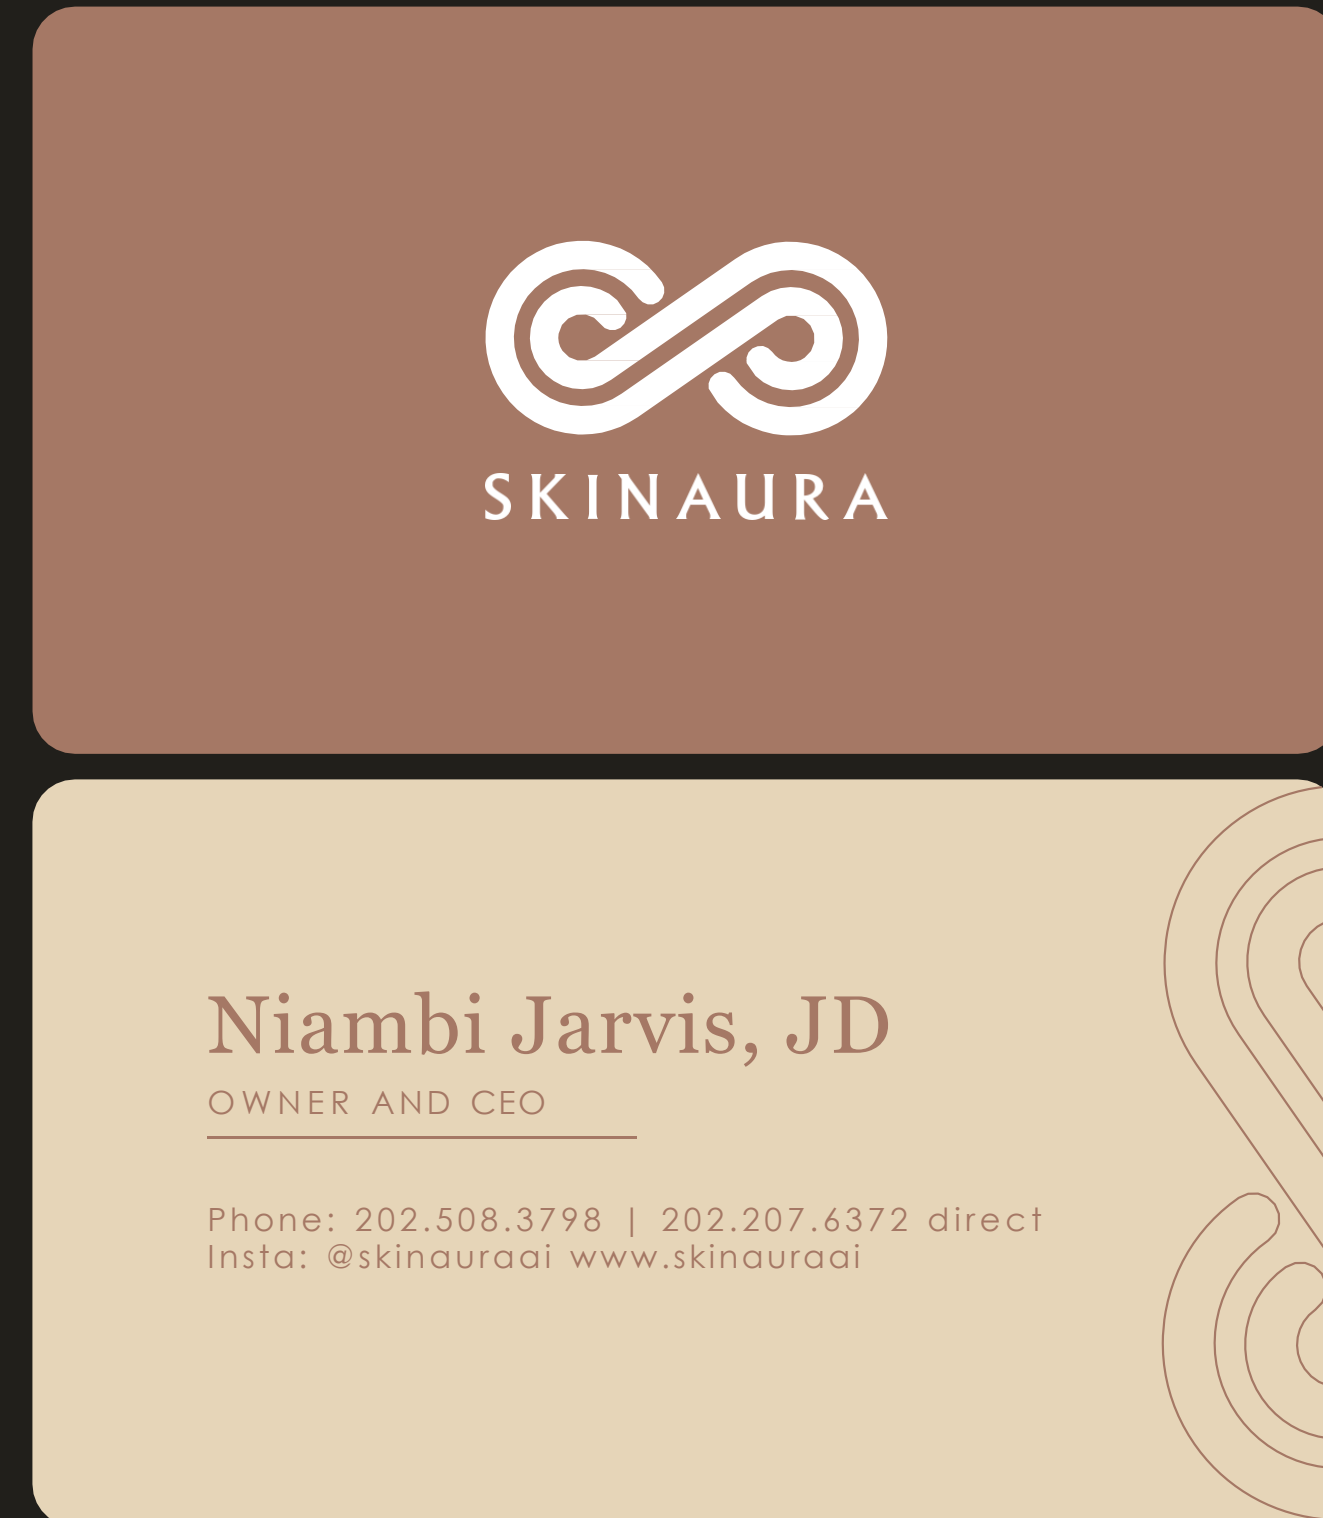 SKINAURA
Niambi Jarvis, JD
OWNER AND CEO
Phone: 202.508.3798 | 202.207.6372 direct
Insta: @skinauraai www.skinauraai